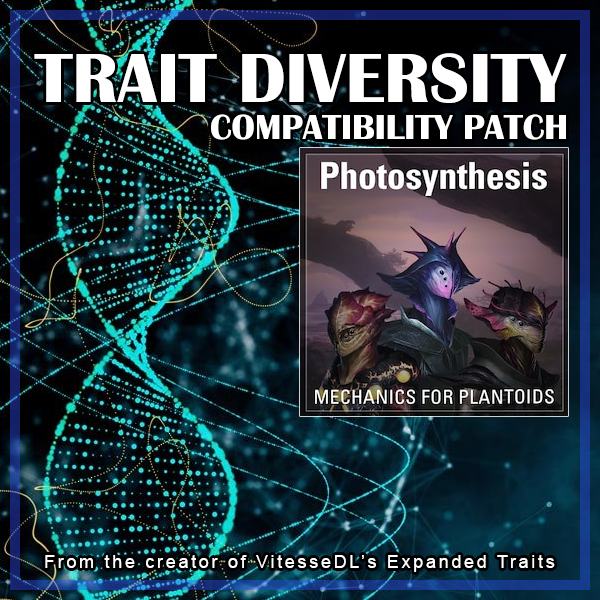 TRAIT DIVERSITY
COMPATIBILITY PATCH
Photosynthesis
MECHANICS FOR PLANTOIDS
From the creator of VitesseDL's Expanded Traits